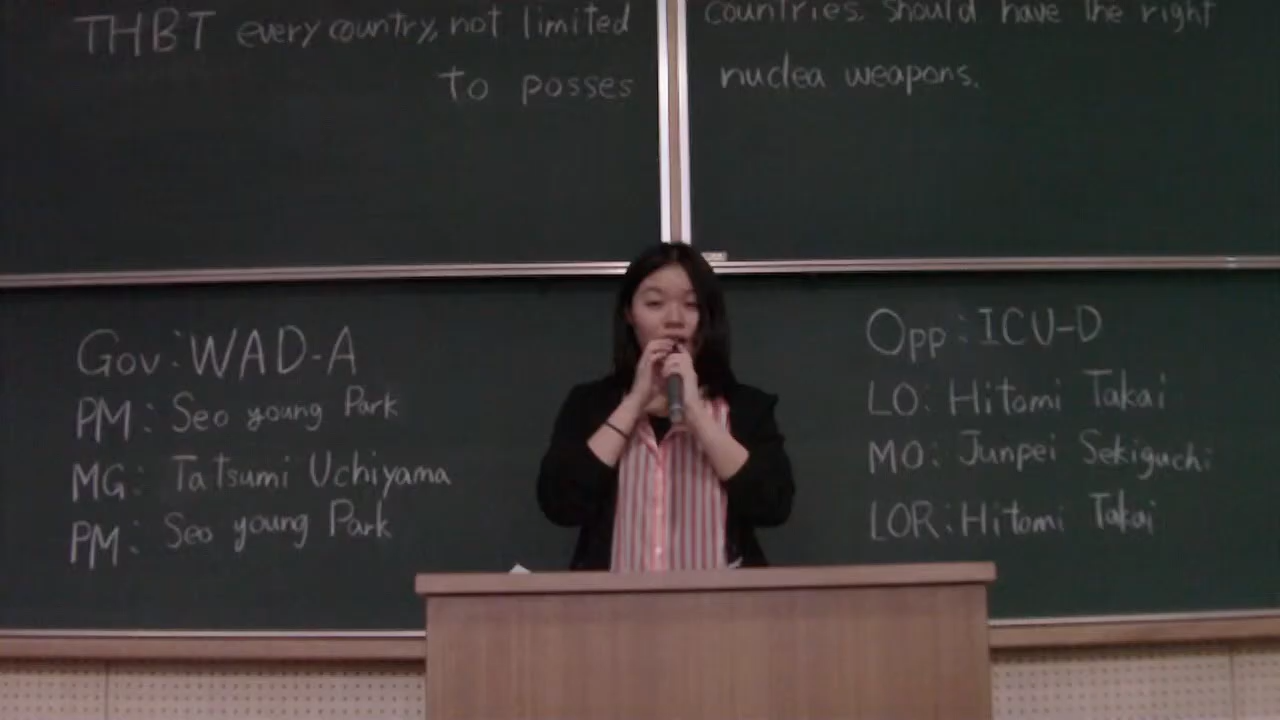 THBT every country, not limited
to posses
countries. should have the right
nuclea weapons.
Gov: WAD-A
PM: Seo young Park
MG: Tatsumi Uchiyama
PM: Seo young Park
Opp: ICU-D
LO: Hitomi Takai
MO: Junpei Sekiguchi
LOR: Hitomi Takai